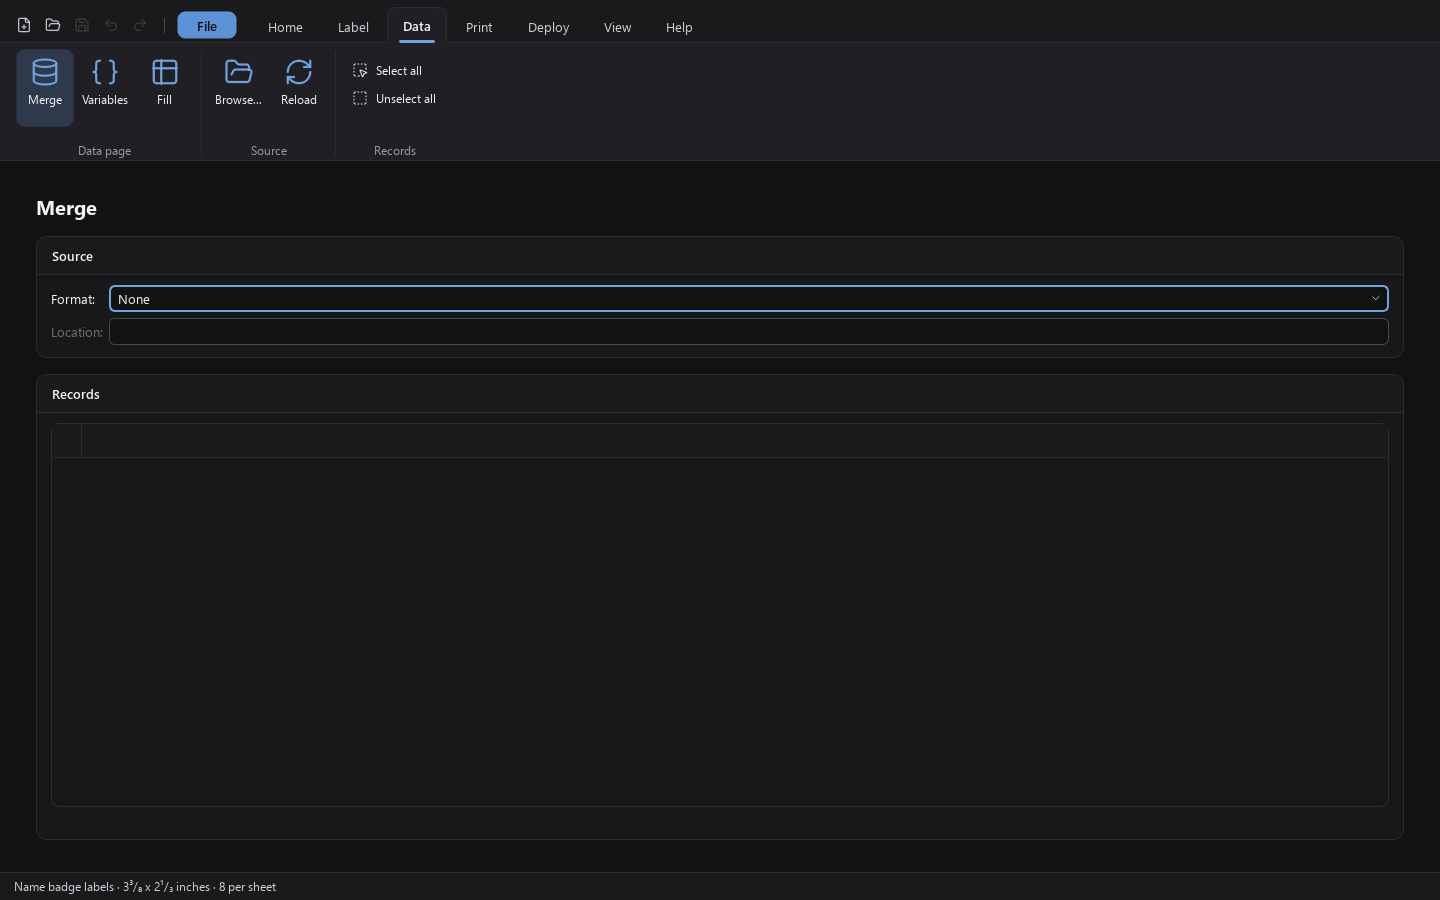 File
Home
Label
Data
Print
Deploy
View
Help
Merge
Variables
Fill
Browse...
Reload
Select all
Unselect all
Data page
Source
Records
Merge
Source
Format:
None
Location:
Records
Name badge labels · 3³/₈ x 2¹/₃ inches · 8 per sheet